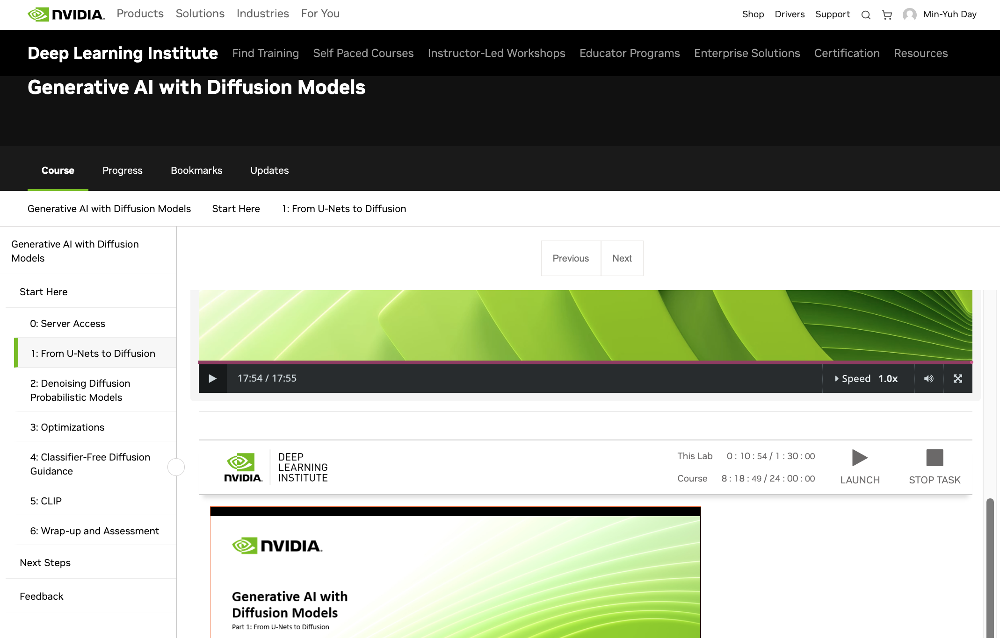 NVIDIA. Products Solutions Industries For You Shop Drivers Support Min-Yuh Day
Deep Learning Institute Find Training Self Paced Courses Instructor-Led Workshops Educator Programs Enterprise Solutions Certification Resources
Generative AI with Diffusion Models
Course Progress Bookmarks Updates
Generative AI with Diffusion Models Start Here 1: From U-Nets to Diffusion
Generative AI with Diffusion
Models
Start Here
0: Server Access
1: From U-Nets to Diffusion
2: Denoising Diffusion
Probabilistic Models
3: Optimizations
4: Classifier-Free Diffusion
Guidance
5: CLIP
6: Wrap-up and Assessment
Next Steps
Feedback
Previous Next
17:54 / 17:55 Speed 1.0x
NVIDIA.
DEEP
LEARNING
INSTITUTE
This Lab 0 : 10 : 54 / 1 : 30 : 00
Course 8 : 18 : 49 / 24 : 00 : 00
LAUNCH STOP TASK
NVIDIA.
Generative AI with
Diffusion Models
Part 1: From U-Nets to Diffusion